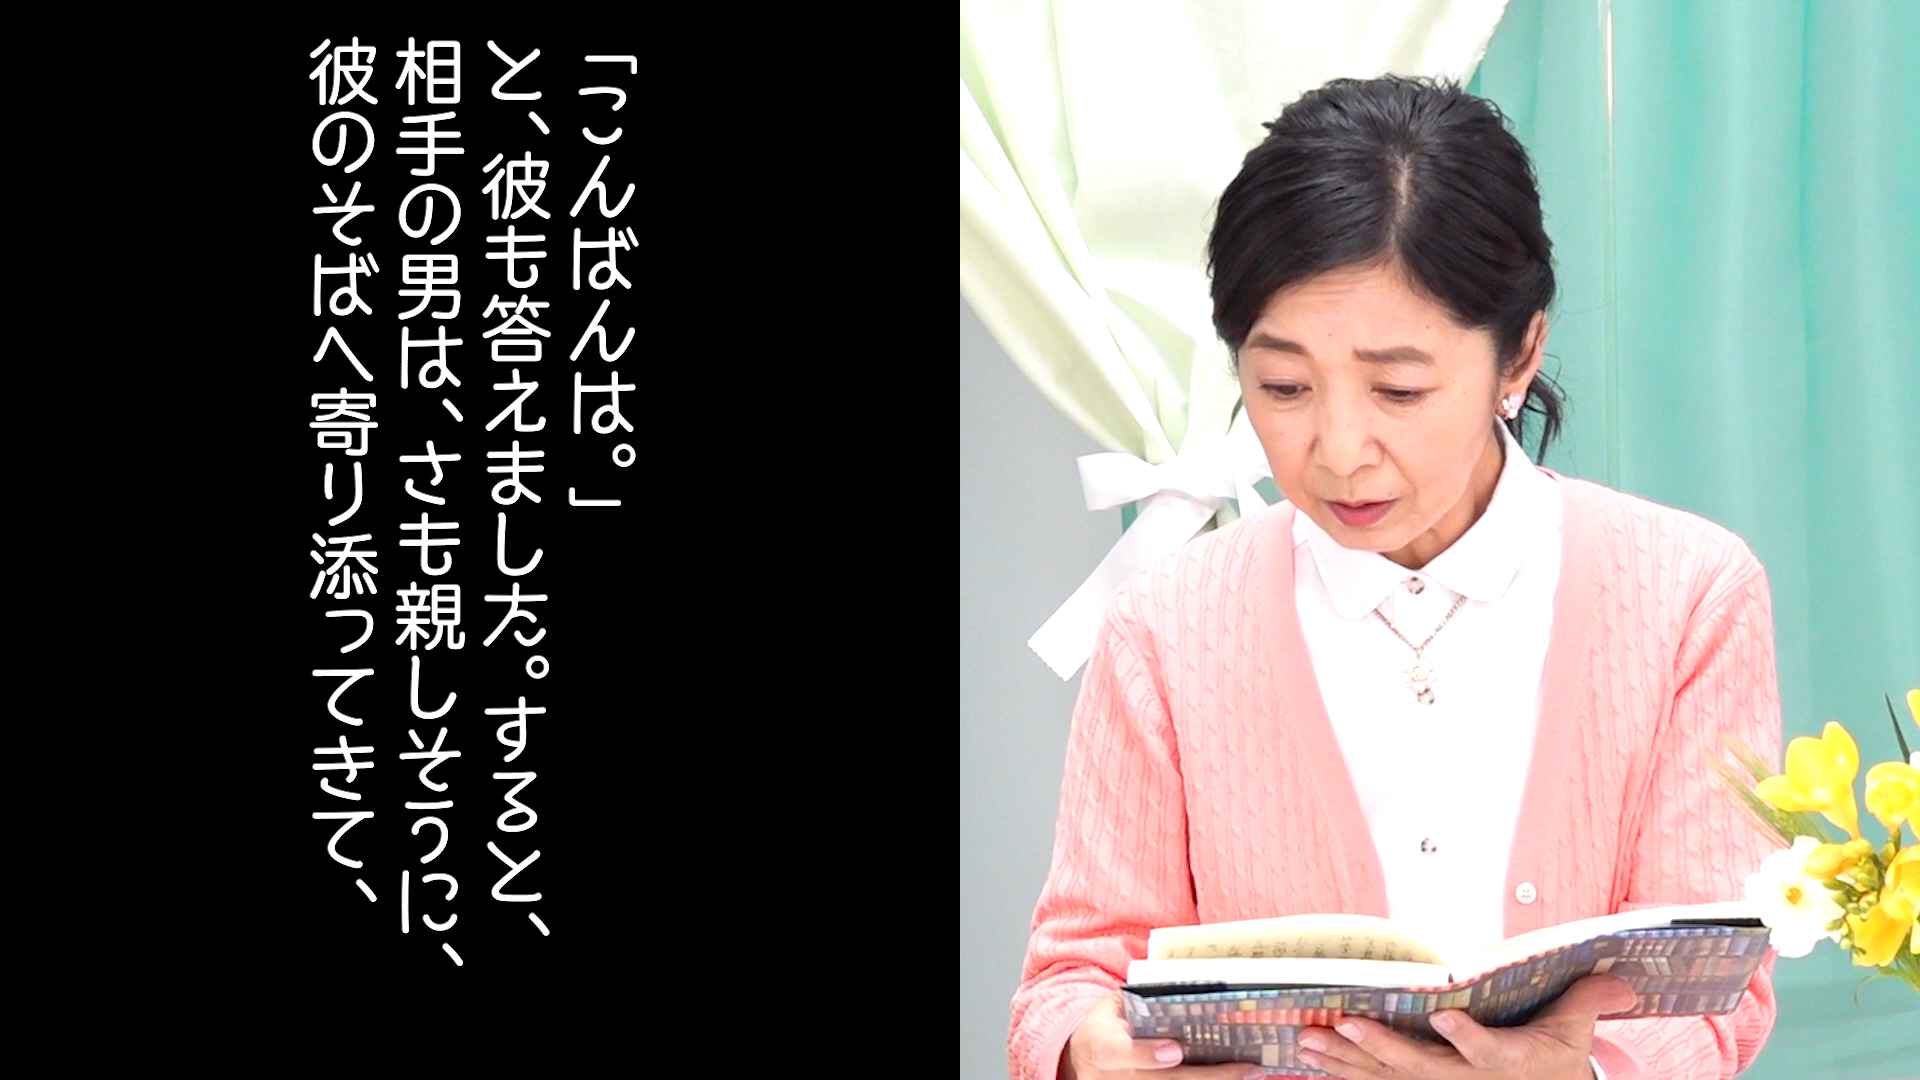 「こんばんは。」
と、彼も答えました。すると、
相手の男は、さも親しそうに、
彼のそばへ寄り添ってきて、